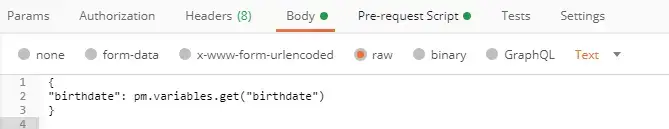 Params Authorization Headers (8) Body Pre-request Script Tests Settings
none form-data x-www-form-urlencoded raw binary GraphQL Text
1 {
2 "birthdate": pm.variables.get("birthdate")
3 }
4